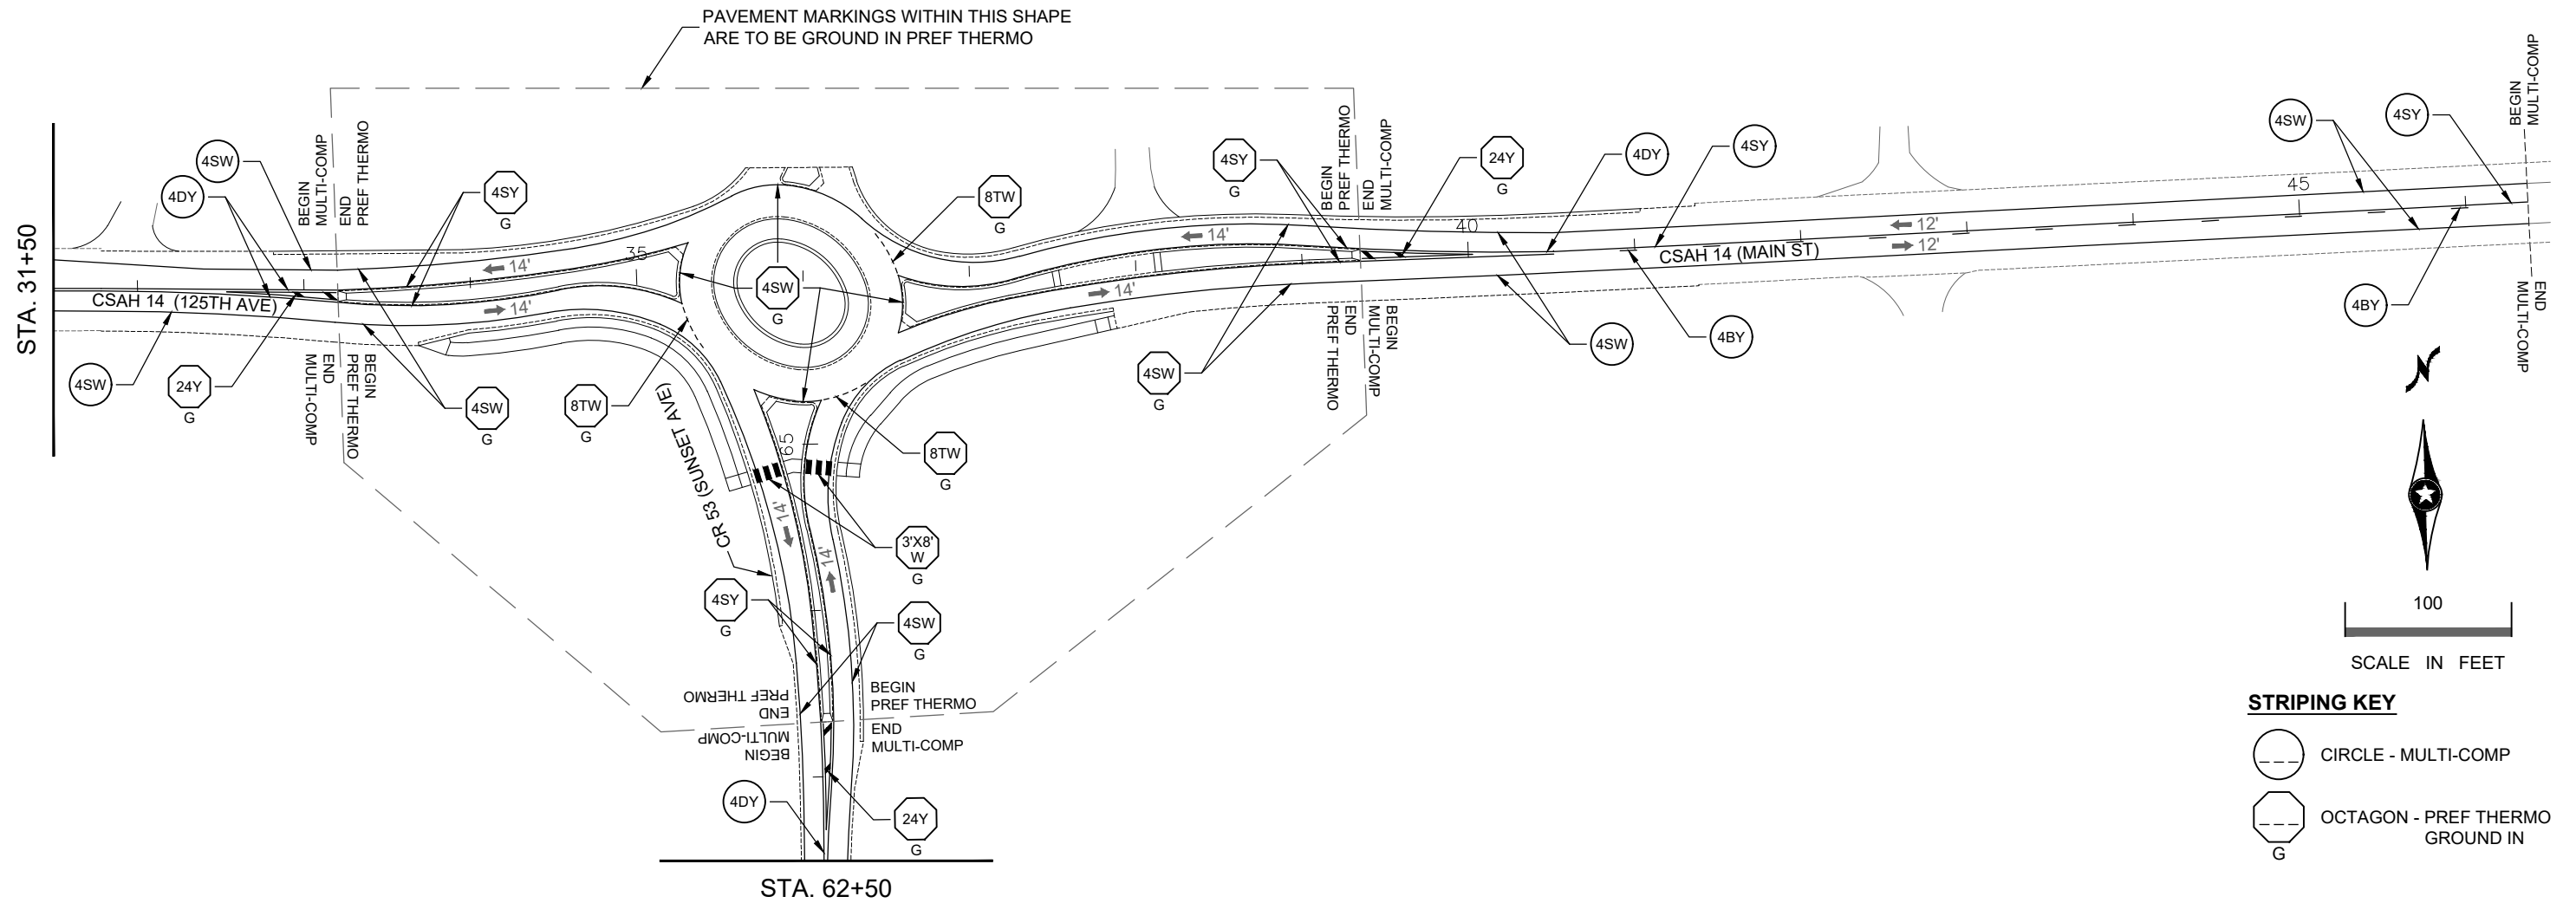 PAVEMENT MARKINGS WITHIN THIS SHAPE
ARE TO BE GROUND IN PREF THERMO
STA. 31+50
4SW
4DY
BEGIN
MULTI-COMP
END
PREF THERMO
4SY
G
8TW
G
4SY
G
BEGIN
PREF THERMO
END
MULTI-COMP
24Y
G
4DY
4SY
4SW
4SY
BEGIN
MULTI-COMP
35
14'
14'
CSAH 14 (125TH AVE)
4SW
G
14'
14'
40
CSAH 14 (MAIN ST)
12'
12'
45
4SW
24Y
G
END
MULTI-COMP
BEGIN
PREF THERMO
4SW
G
8TW
G
4SW
G
END
PREF THERMO
BEGIN
MULTI-COMP
4SW
4BY
4BY
END
MULTI-COMP
CR 53 (SUNSET AVE)
65
8TW
G
14'
14'
3'X8'
W
G
4SY
G
4SW
G
END
PREF THERMO
BEGIN
MULTI-COMP
BEGIN
PREF THERMO
END
MULTI-COMP
4DY
24Y
G
STA. 62+50
N
100
SCALE IN FEET
STRIPING KEY
CIRCLE - MULTI-COMP
OCTAGON - PREF THERMO
GROUND IN
G